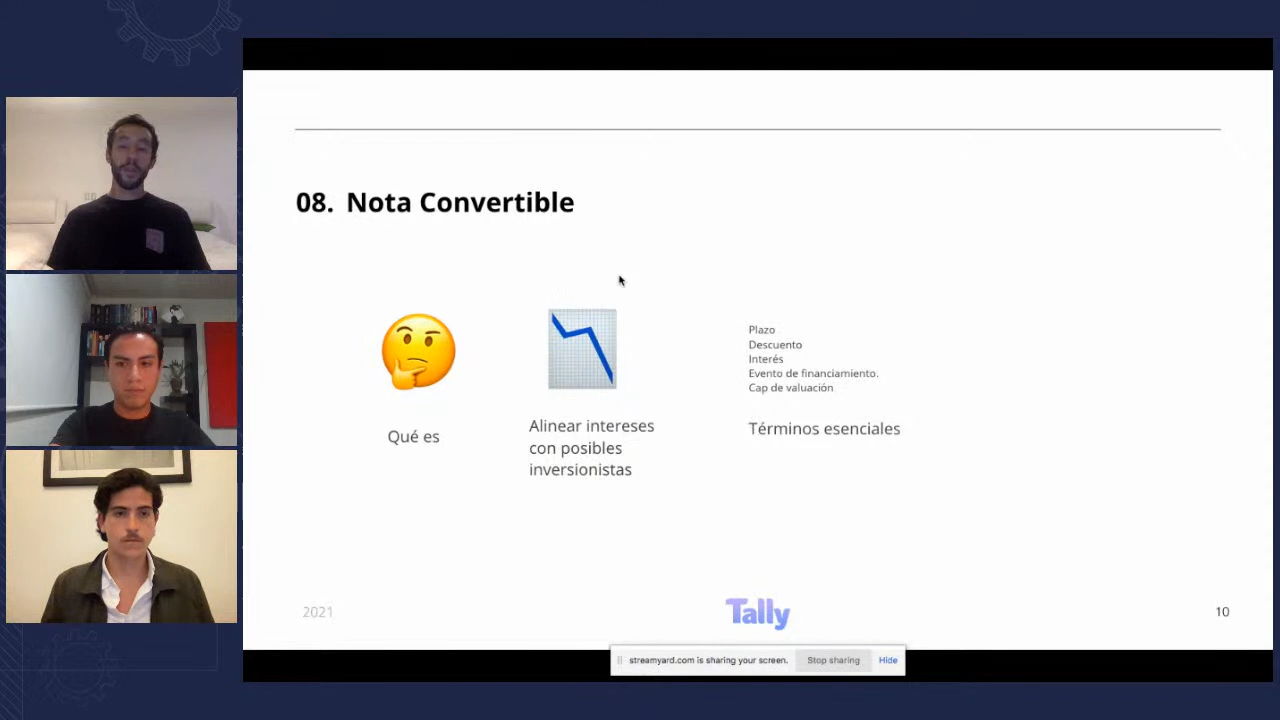 08. Nota Convertible
Qué es
Alinear intereses
con posibles
inversionistas
Plazo
Descuento
Interés
Evento de financiamiento.
Cap de valuación
Términos esenciales
2021
Tally
10
streamyard.com is sharing your screen.
Stop sharing
Hide